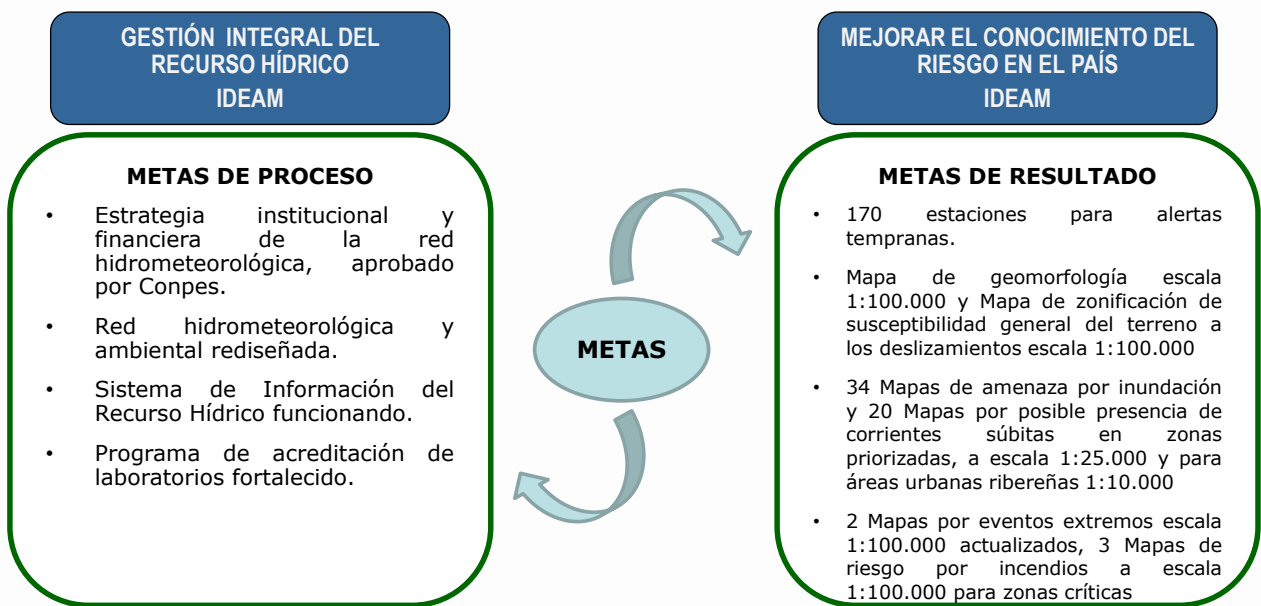 GESTIÓN INTEGRAL DEL
RECURSO HÍDRICO
IDEAM
METAS DE PROCESO
• Estrategia institucional y
financiera de la red
hidrometeorológica, aprobado
por Conpes.
• Red hidrometeorológica y
ambiental rediseñada.
• Sistema de Información del
Recurso Hídrico funcionando.
• Programa de acreditación de
laboratorios fortalecido.
METAS
MEJORAR EL CONOCIMIENTO DEL
RIESGO EN EL PAÍS
IDEAM
METAS DE RESULTADO
• 170 estaciones para alertas
tempranas.
• Mapa de geomorfología escala
1:100.000 y Mapa de zonificación de
susceptibilidad general del terreno a
los deslizamientos escala 1:100.000
• 34 Mapas de amenaza por inundación
y 20 Mapas por posible presencia de
corrientes súbitas en zonas
priorizadas, a escala 1:25.000 y para
áreas urbanas ribereñas 1:10.000
• 2 Mapas por eventos extremos escala
1:100.000 actualizados, 3 Mapas de
riesgo por incendios a escala
1:100.000 para zonas críticas